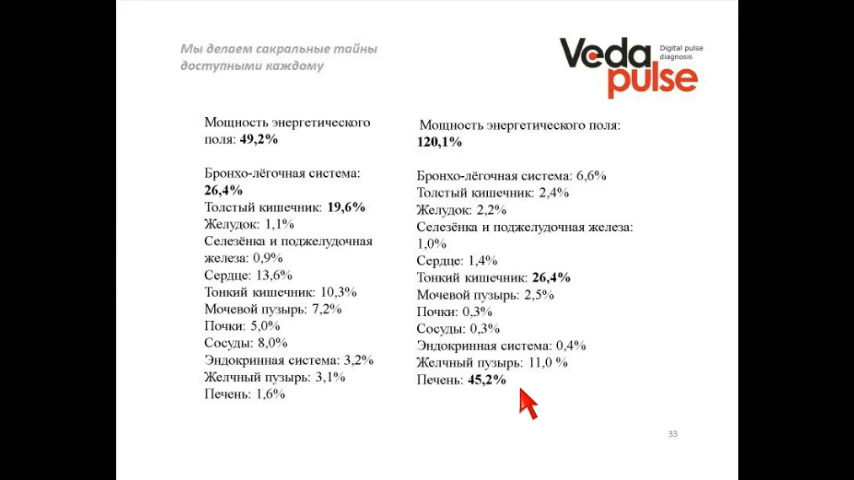 Мы делаем сакральные тайны
доступными каждому
Veda
pulse
Digital pulse
diagnosis
Мощность энергетического
поля: 49,2%
Бронхо-лёгочная система:
26,4%
Толстый кишечник: 19,6%
Желудок: 1,1%
Селезёнка и поджелудочная
железа: 0,9%
Сердце: 13,6%
Тонкий кишечник: 10,3%
Мочевой пузырь: 7,2%
Почки: 5,0%
Сосуды: 8,0%
Эндокринная система: 3,2%
Желчный пузырь: 3,1%
Печень: 1,6%
Мощность энергетического поля:
120,1%
Бронхо-лёгочная система: 6,6%
Толстый кишечник: 2,4%
Желудок: 2,2%
Селезёнка и поджелудочная железа:
1,0%
Сердце: 1,4%
Тонкий кишечник: 26,4%
Мочевой пузырь: 2,5%
Почки: 0,3%
Сосуды: 0,3%
Эндокринная система: 0,4%
Желчный пузырь: 11,0 %
Печень: 45,2%
33